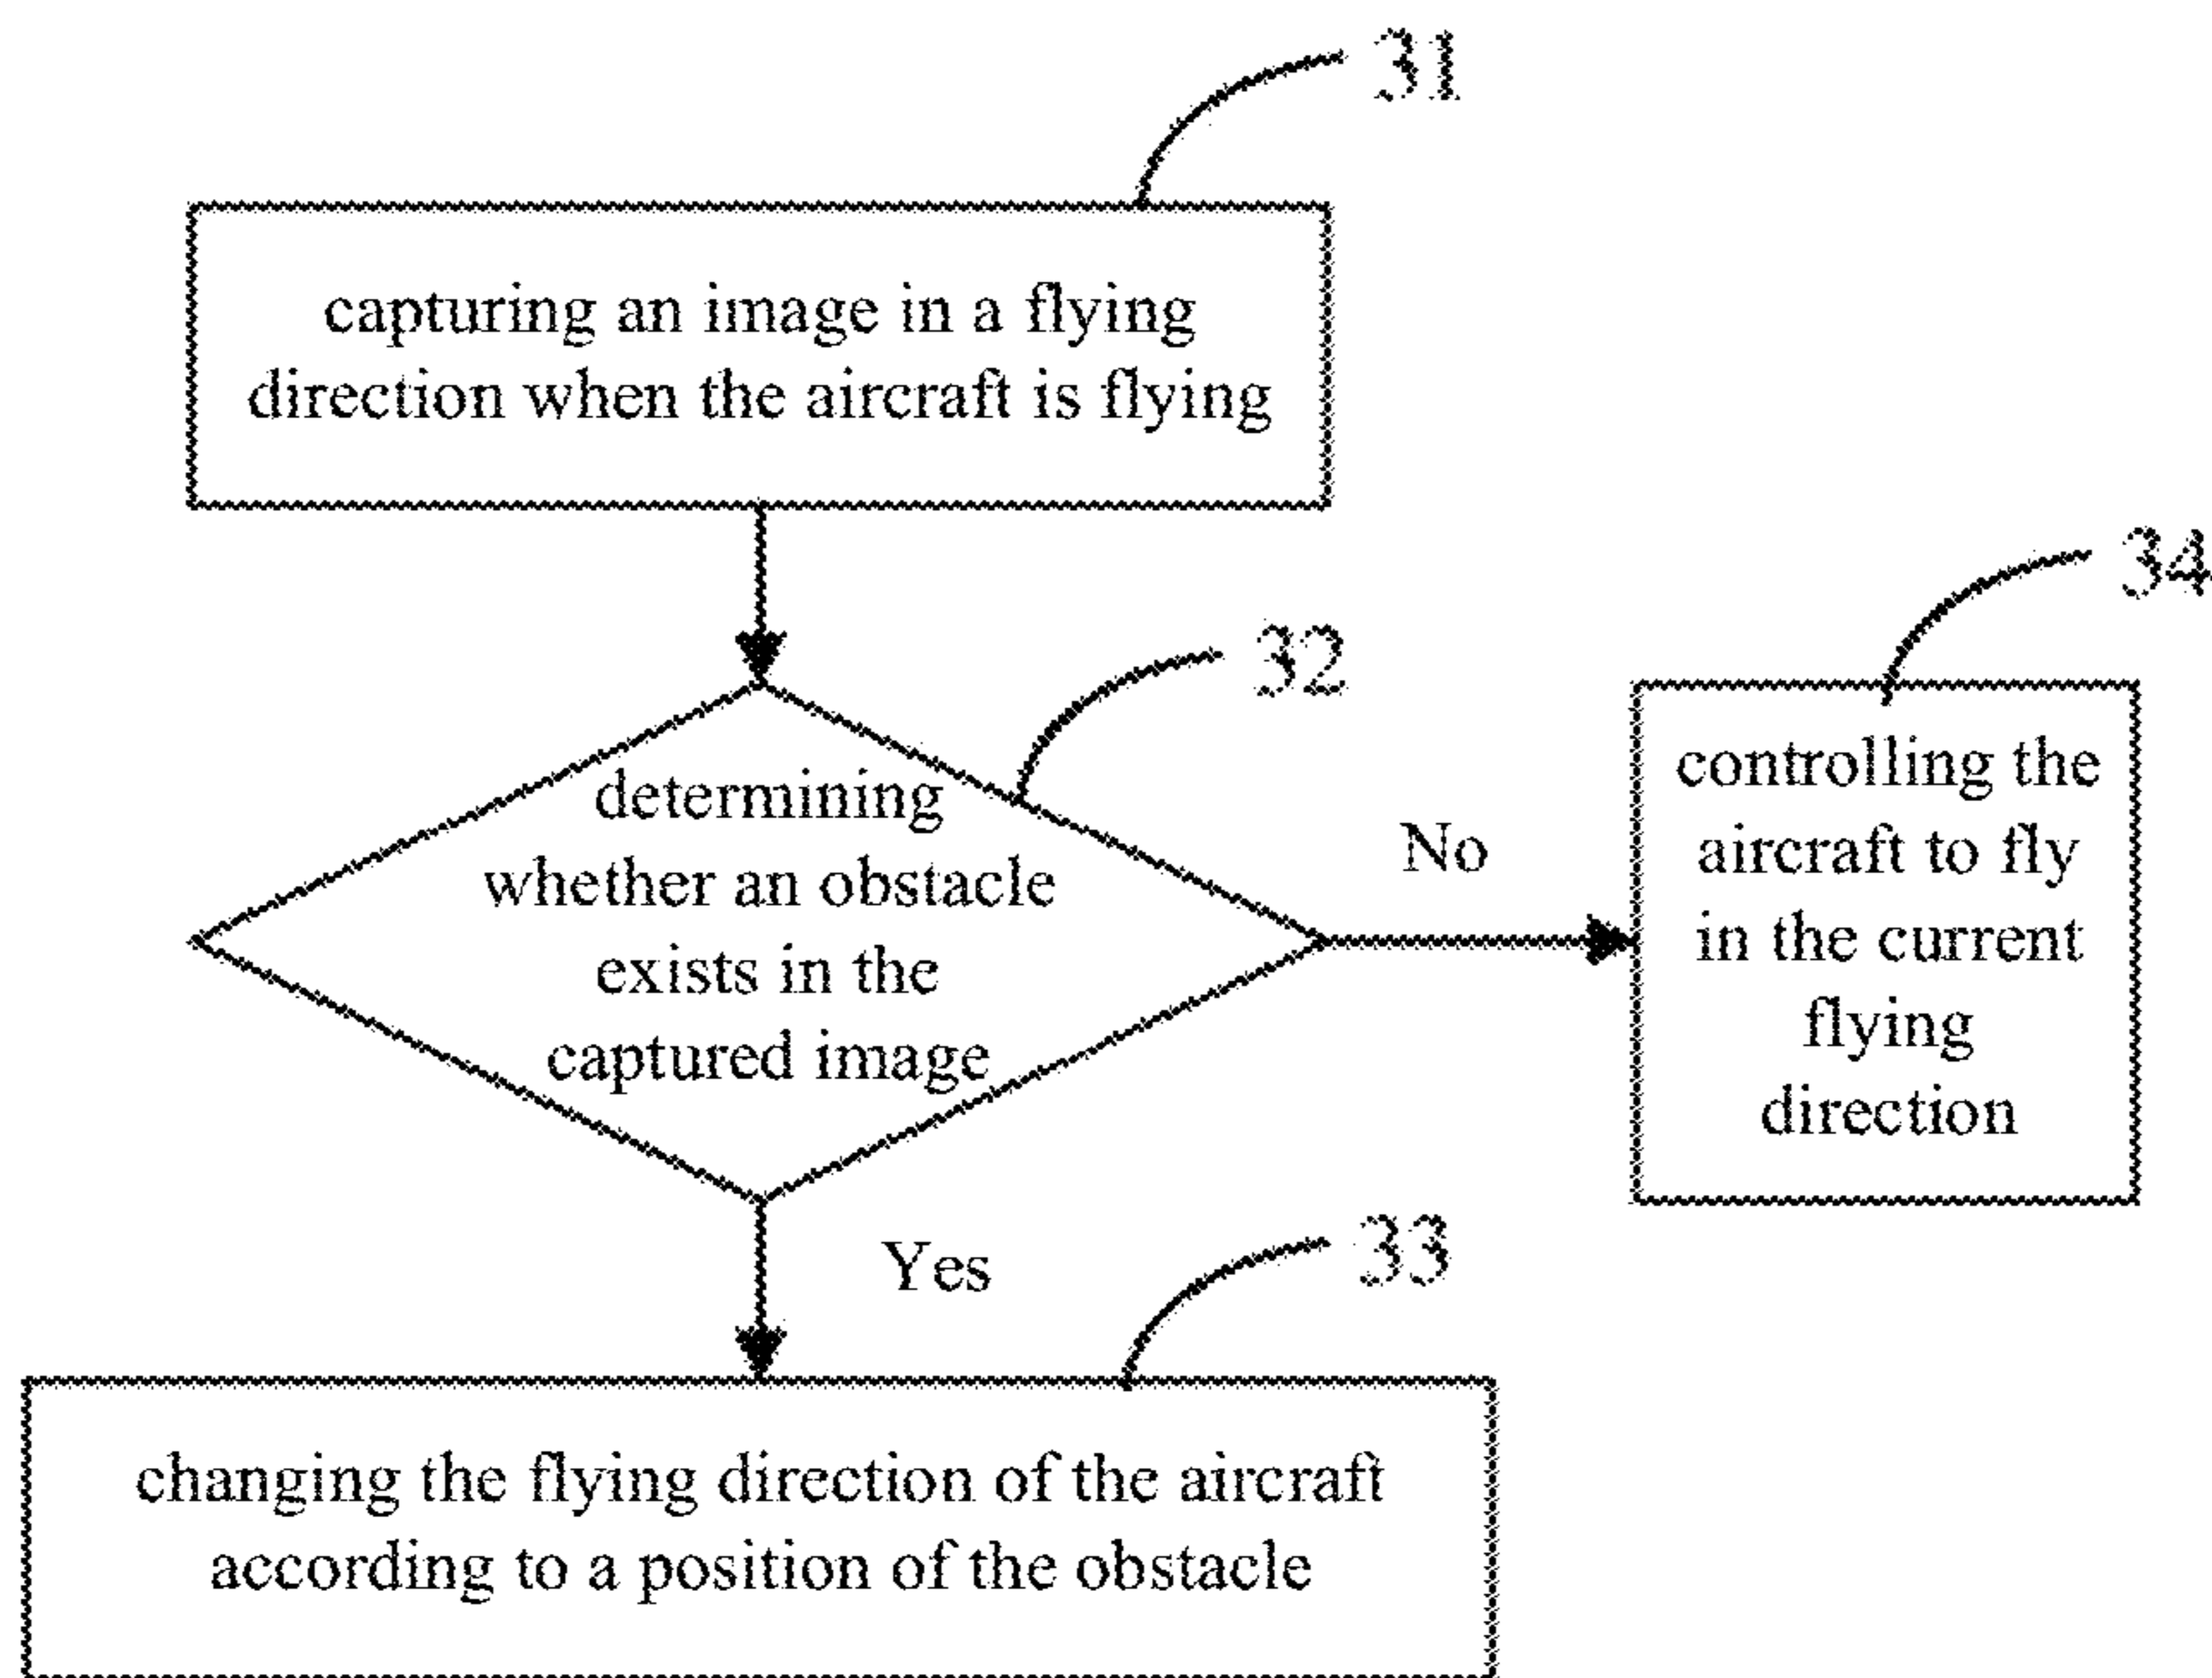 31
capturing an image in a flying
direction when the aircraft is flying
32
determining
whether an obstacle
exists in the
captured image
No
34
controlling the
aircraft to fly
in the current
flying
direction
Yes
33
changing the flying direction of the aircraft
according to a position of the obstacle